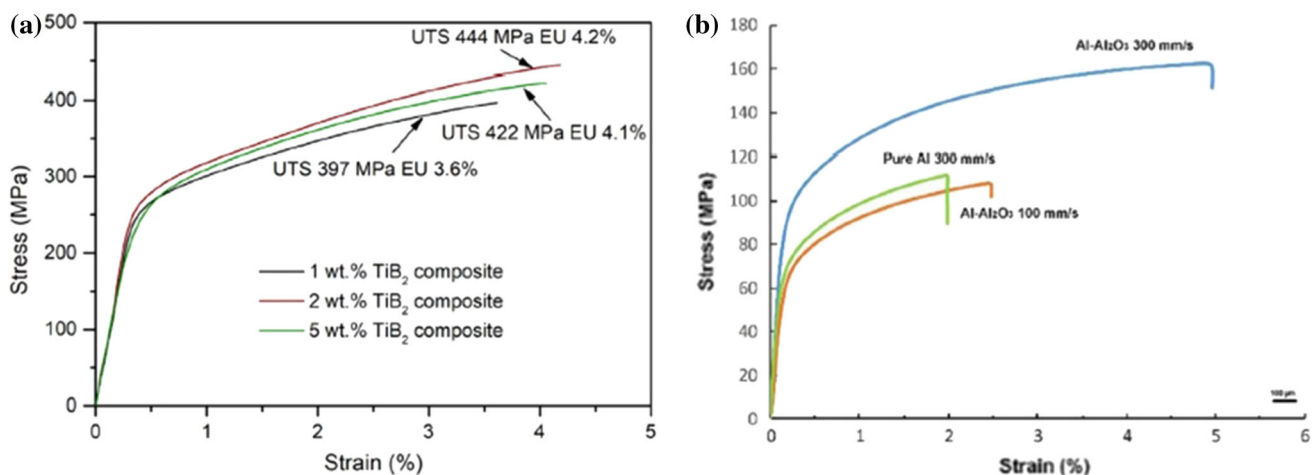 (a)
500
400
300
200
100
0
Stress (MPa)
UTS 444 MPa EU 4.2%
UTS 422 MPa EU 4.1%
UTS 397 MPa EU 3.6%
1 wt.% TiB₂ composite
2 wt.% TiB₂ composite
5 wt.% TiB₂ composite
0 1 2 3 4 5
Strain (%)
(b)
180
160
140
120
100
80
60
40
20
0
Stress (MPa)
Al-Al₂O₃ 300 mm/s
Pure Al 300 mm/s
Al-Al₂O₃ 100 mm/s
100 µm
0 1 2 3 4 5 6
Strain (%)